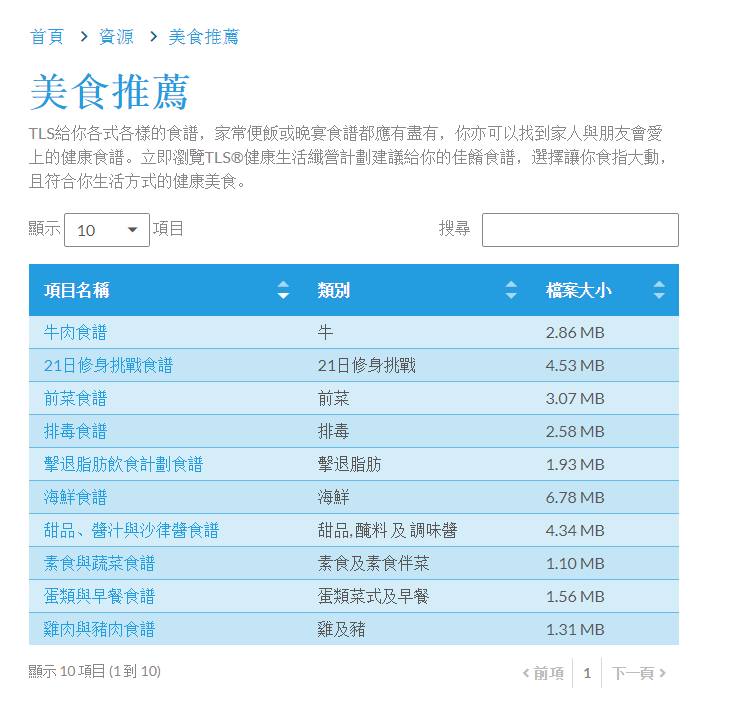 首頁 > 資源 > 美食推薦
美食推薦
TLS給你各式各樣的食譜，家常便飯或晚宴食譜都應有盡有，你亦可以找到家人與朋友會愛
上的健康食譜。立即瀏覽TLS®健康生活纖營計劃建議給你的佳餚食譜，選擇讓你食指大動，
且符合你生活方式的健康美食。
顯示 10 項目 搜尋
項目名稱 類別 檔案大小
牛肉食譜 牛 2.86 MB
21日修身挑戰食譜 21日修身挑戰 4.53 MB
前菜食譜 前菜 3.07 MB
排毒食譜 排毒 2.58 MB
擊退脂肪飲食計劃食譜 擊退脂肪 1.93 MB
海鮮食譜 海鮮 6.78 MB
甜品、醬汁與沙律醬食譜 甜品,醃料 及 調味醬 4.34 MB
素食與蔬菜食譜 素食及素食伴菜 1.10 MB
蛋類與早餐食譜 蛋類菜式及早餐 1.56 MB
雞肉與豬肉食譜 雞及豬 1.31 MB
顯示 10 項目 (1 到 10) ‹ 前項 1 下一頁 ›